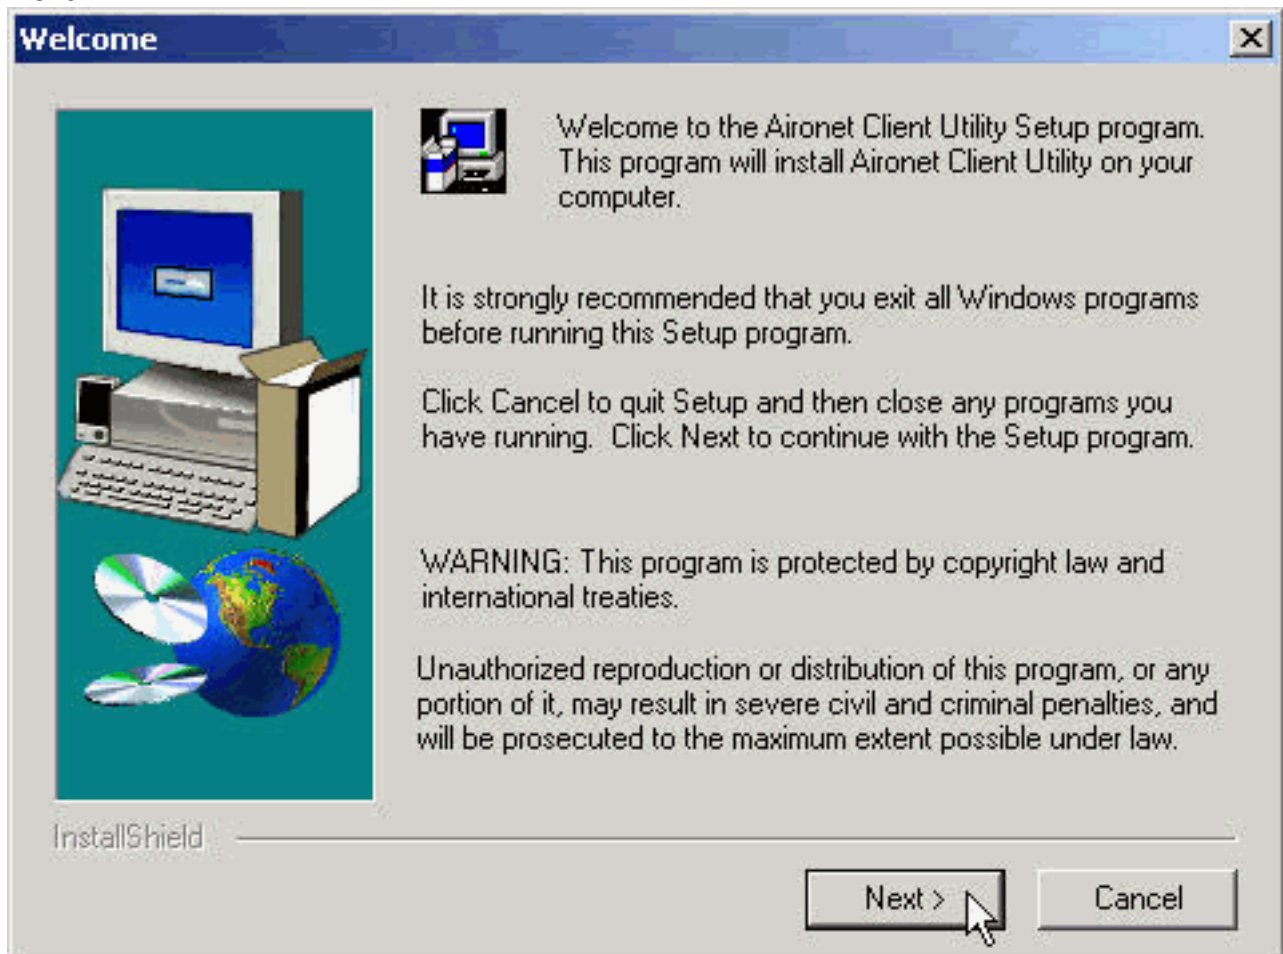 Welcome
Welcome to the Aironet Client Utility Setup program.
This program will install Aironet Client Utility on your
computer.
It is strongly recommended that you exit all Windows programs
before running this Setup program.
Click Cancel to quit Setup and then close any programs you
have running.  Click Next to continue with the Setup program.
WARNING: This program is protected by copyright law and
international treaties.
Unauthorized reproduction or distribution of this program, or any
portion of it, may result in severe civil and criminal penalties, and
will be prosecuted to the maximum extent possible under law.
InstallShield
Next >
Cancel